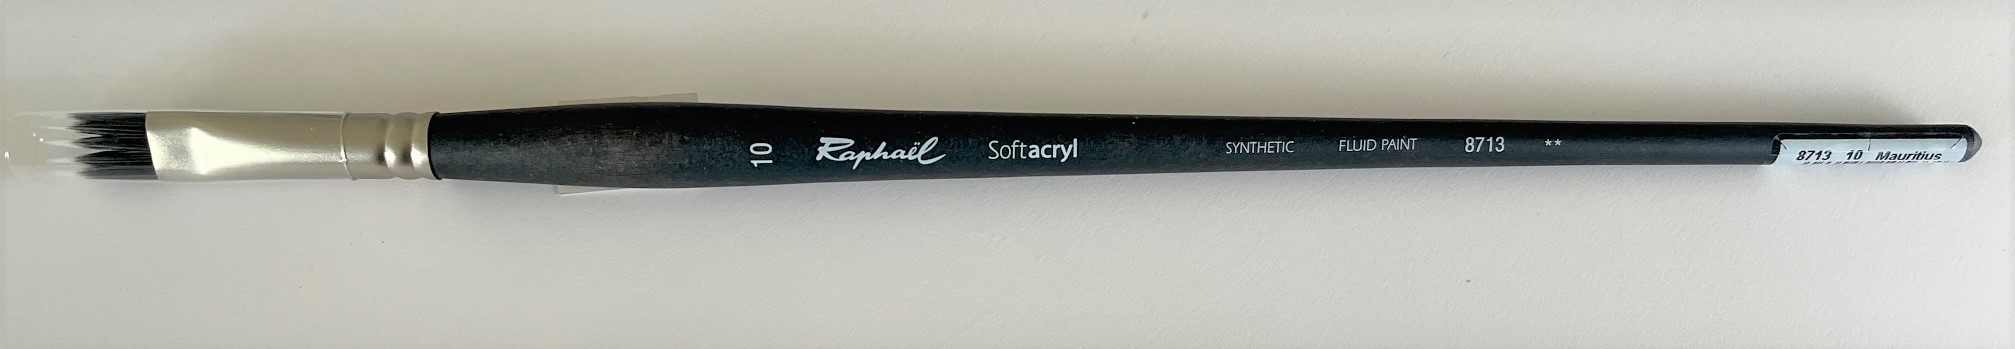 10 Raphaël Softacryl SYNTHETIC FLUID PAINT 8713 **
8713 10 Mauritius